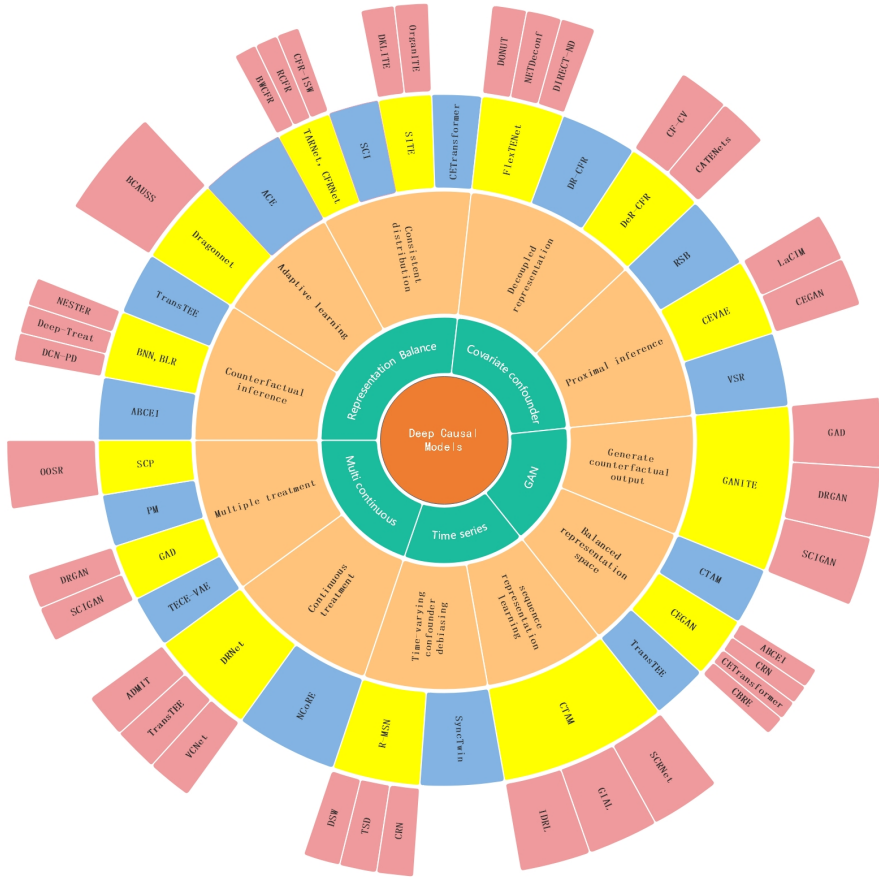 Deep Causal
Models
Representation Balance
Covariate confounder
GAN
Time series
Multi continuous
Consistent
distribution
Decoupled
representation
Proximal inference
Generate
counterfactual
output
Balanced
representation
space
sequence
representation
learning
Time-varying
confounder
debiasing
Continuous
treatment
Multiple treatment
Counterfactual
inference
Adaptive learning
TARNet, CFRNet
SCI
SITE
CETransformer
FlexTENet
DR-CFR
DeR-CFR
RSB
CEVAE
VSR
GANITE
CTAM
CEGAN
TransTEE
CTAM
SyncTwin
R-MSN
NCoRE
DRNet
TECE-VAE
GAD
PM
SCP
ABCEI
BNN,BLR
TransTEE
Dragonnet
ACE
BWCFR
RCFR
CFR-ISW
DKLITE
OrganITE
DONUT
NETDeconf
DIRECT-ND
CF-CV
CATENets
LaCIM
CEGAN
GAD
DRGAN
SCIGAN
ABCEI
CRN
CETransformer
CBRE
SCRNet
GIAL
IDRL
CRN
TSD
DSW
VCNet
TransTEE
ADMIT
SCIGAN
DRGAN
OOSR
DCN-PD
Deep-Treat
NESTER
BCAUSS